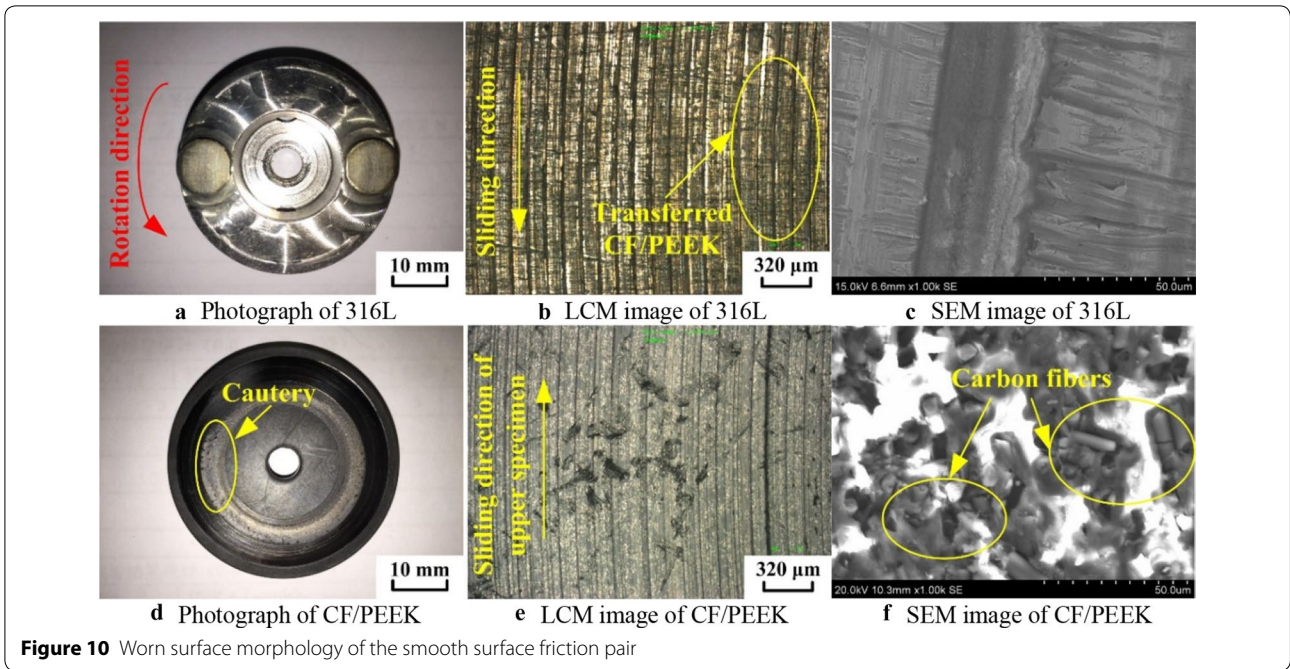 Rotation direction
10 mm
a Photograph of 316L
Sliding direction
Transferred
CF/PEEK
320 μm
b LCM image of 316L
15.0kV 6.6mm x1.00k SE
50.0um
c SEM image of 316L
Cautery
10 mm
d Photograph of CF/PEEK
Sliding direction of
upper specimen
320 μm
e LCM image of CF/PEEK
Carbon fibers
20.0kV 10.3mm x1.00k SE
50.0um
f SEM image of CF/PEEK
Figure 10 Worn surface morphology of the smooth surface friction pair